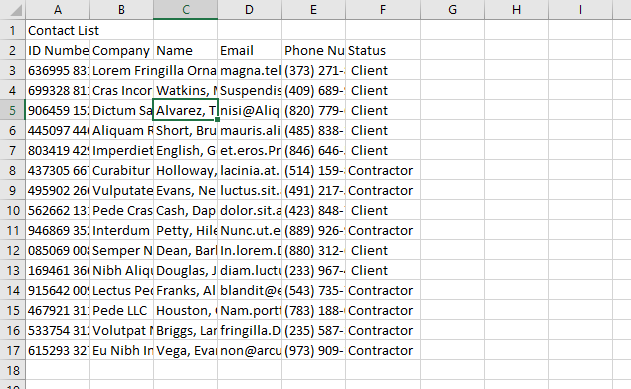 A B C D E F G H I
1 Contact List
2 ID Numbe Company Name Email Phone Nu Status
3 636995 83 Lorem Fringilla Orna magna.tel (373) 271- Client
4 699328 81 Cras Incor Watkins, Suspendis (409) 689- Client
5 906459 15 Dictum Sa Alvarez, T nisi@Aliq (820) 779- Client
6 445097 44 Aliquam Short, Bru mauris.ali (485) 838- Client
7 803419 42 Imperdiet English, G et.eros.Pr (846) 646- Client
8 437305 66 Curabitur Holloway, lacinia.at. (514) 159- Contractor
9 495902 26 Vulputate Evans, Ne luctus.sit. (491) 217- Contractor
10 562662 13 Pede Cras Cash, Dap dolor.sit.a (423) 848- Client
11 946869 35 Interdum Petty, Hile Nunc.ut.e (889) 926- Contractor
12 085069 00 Semper N Dean, Barl In.lorem. (880) 312- Client
13 169461 36 Nibh Aliqu Douglas, J diam.luctu (233) 967- Client
14 915642 00 Lectus Pec Franks, Al blandit@e (543) 735- Contractor
15 467921 31 Pede LLC Houston, Nam.port (783) 188- Contractor
16 533754 31 Volutpat Briggs, Lar fringilla.D (235) 587- Contractor
17 615293 32 Eu Nibh In Vega, Eva non@arcu (973) 909- Contractor
18